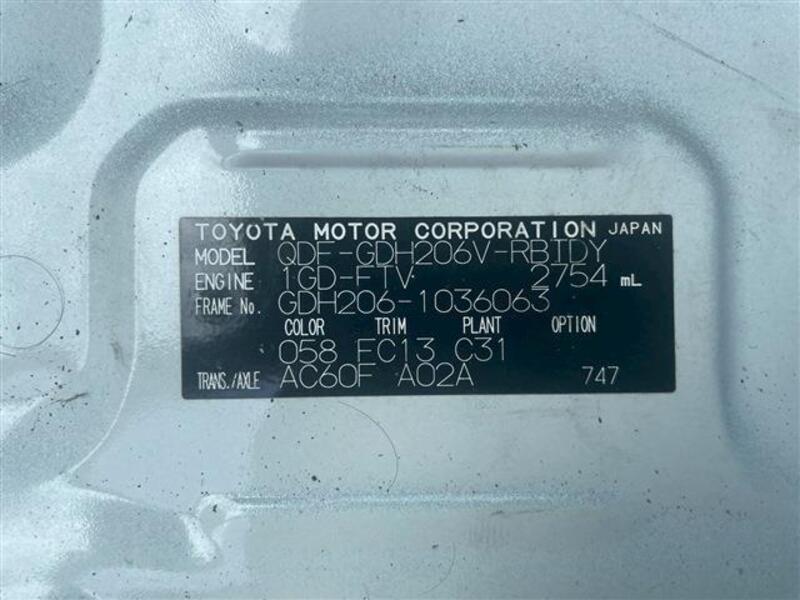 TOYOTA MOTOR CORPORATION JAPAN
MODEL QDF-GDH206V-RBTDY
ENGINE 1GD-FTV 2754 mL
FRAME No. GDH206-1036063
COLOR TRIM PLANT OPTION
058 FC13 C31
TRANS./AXLE AC60F A02A 747